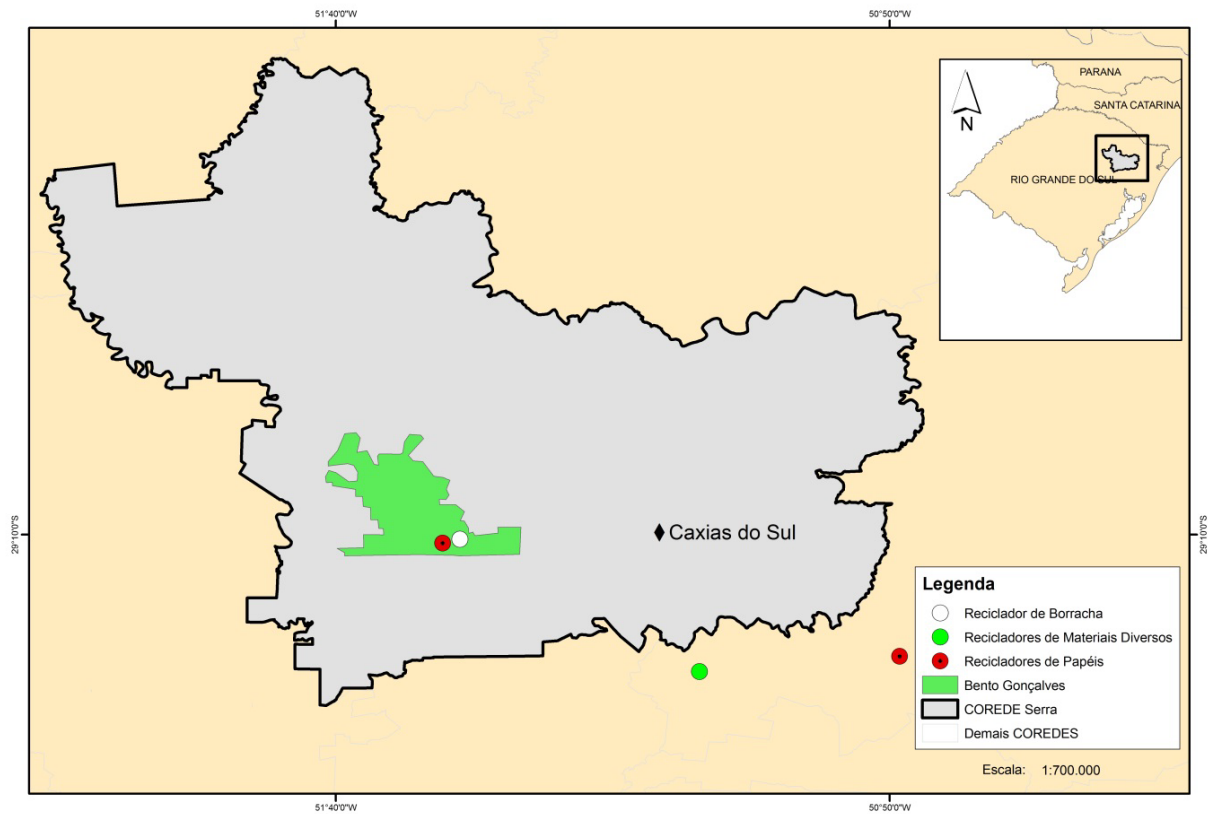 51°40'0"W
50°50'0"W
PARANA
SANTA CATARINA
N
RIO GRANDE DO SUL
29°10'0"S
Caxias do Sul
29°10'0"S
Legenda
Reciclador de Borracha
Recicladores de Materiais Diversos
Recicladores de Papéis
Bento Gonçalves
COREDE Serra
Demais COREDES
Escala: 1:700.000
51°40'0"W
50°50'0"W